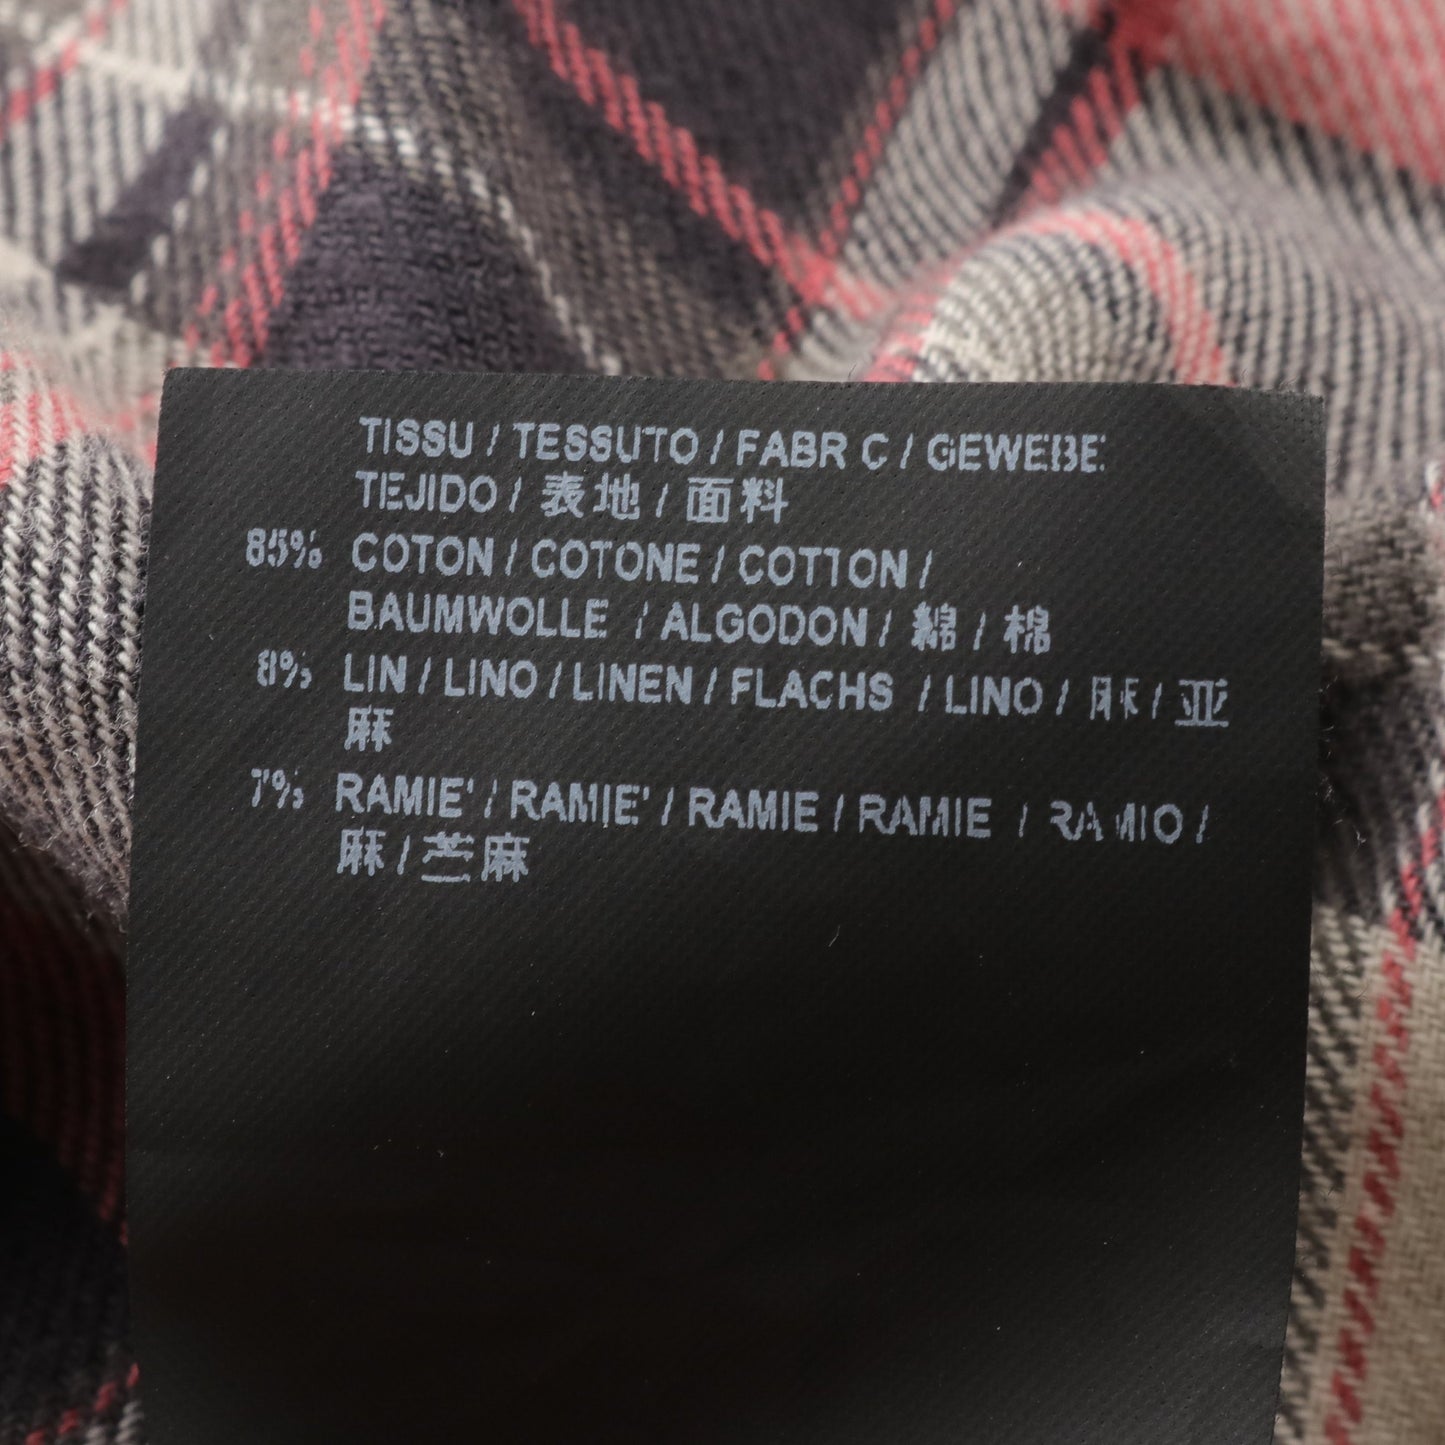 TISSU / TESSUTO / FABR C / GEWEBE
TEJIDO / 表地 / 面料
85% COTON / COTONE / COTTON /
BAUMWOLLE / ALGODON / 綿 / 棉
8% LIN / LINO / LINEN / FLACHS / LINO / 麻 / 亚
麻
7% RAMIE' / RAMIE' / RAMIE / RAMIE / RAMIO /
麻 / 苎麻